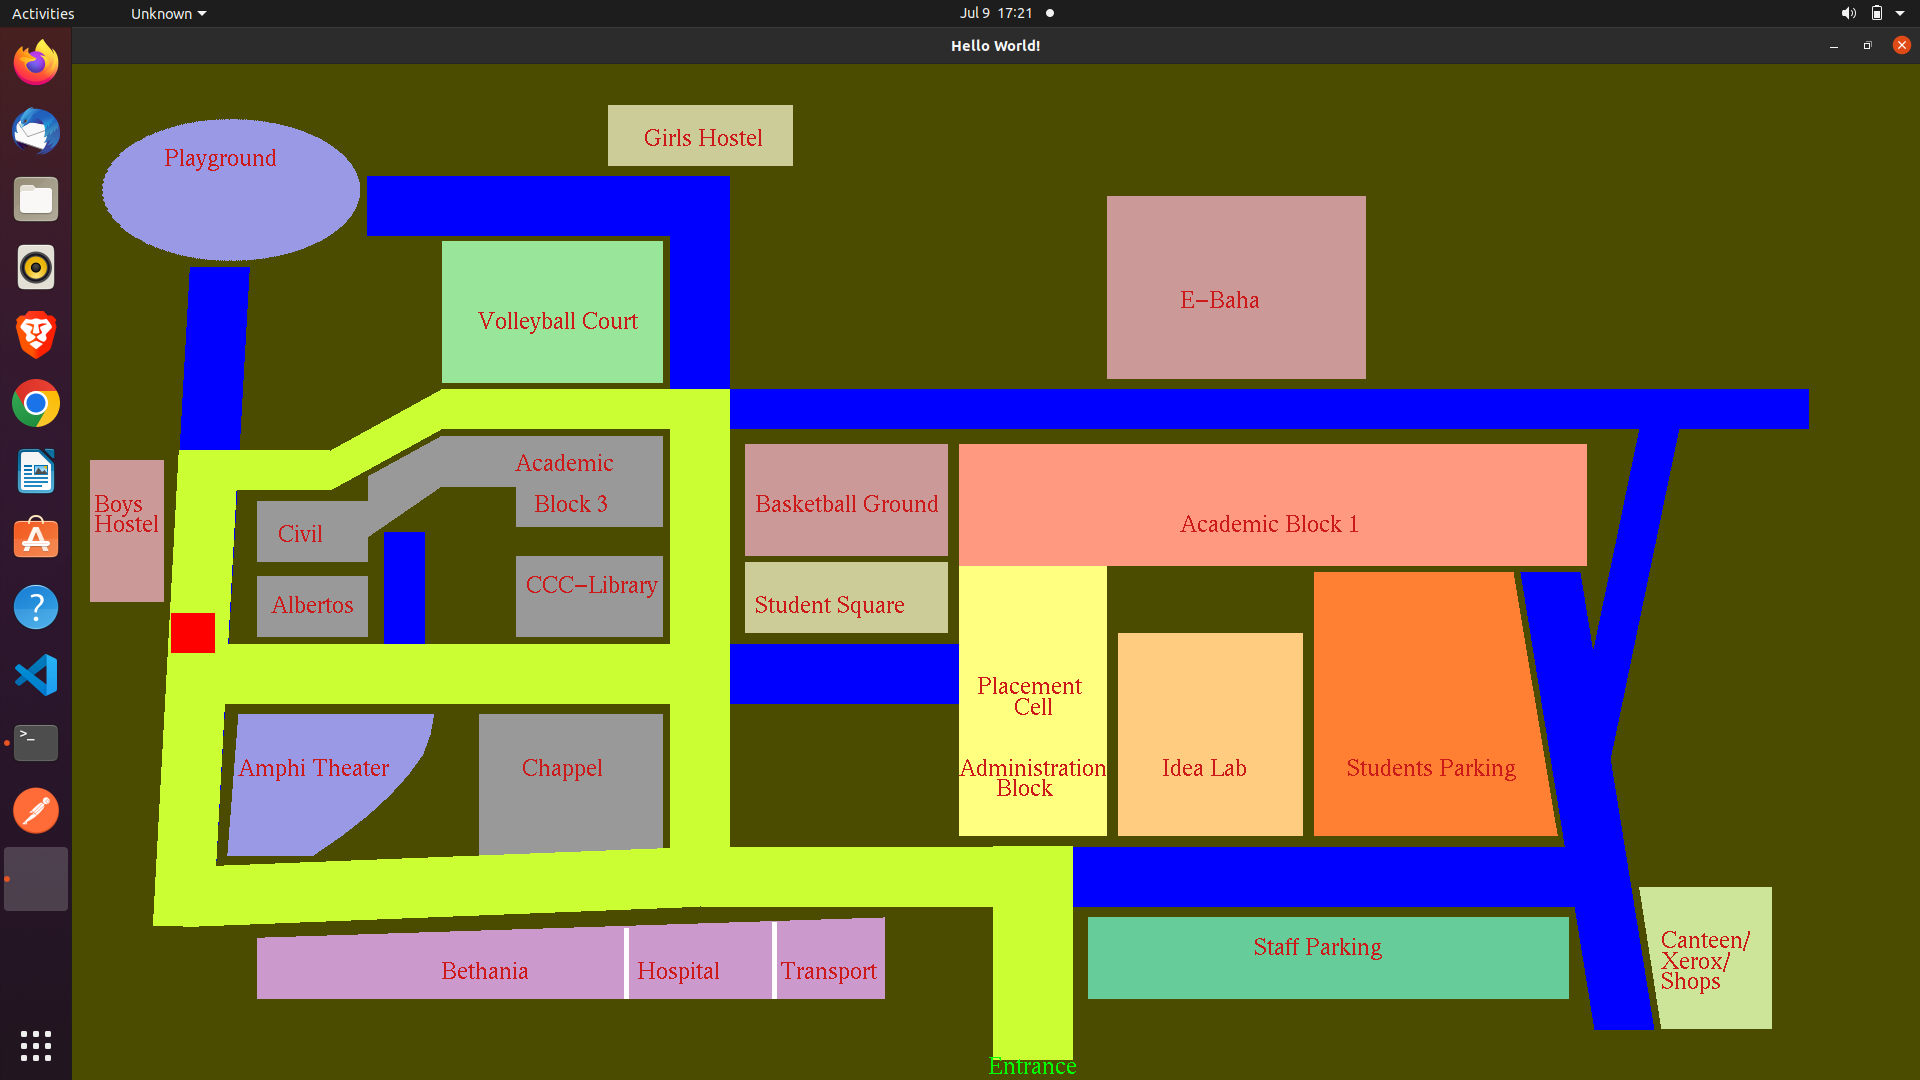 Activities
Unknown
Jul 9 17:21
Hello World!
Girls Hostel
Playground
E-Baha
Volleyball Court
Academic
Block 3
Boys
Hostel
Civil
Basketball Ground
Academic Block 1
CCC-Library
Albertos
Student Square
Placement
Cell
Amphi Theater
Chappel
Administration
Block
Idea Lab
Students Parking
Bethania
Hospital
Transport
Staff Parking
Canteen/
Xerox/
Shops
Entrance